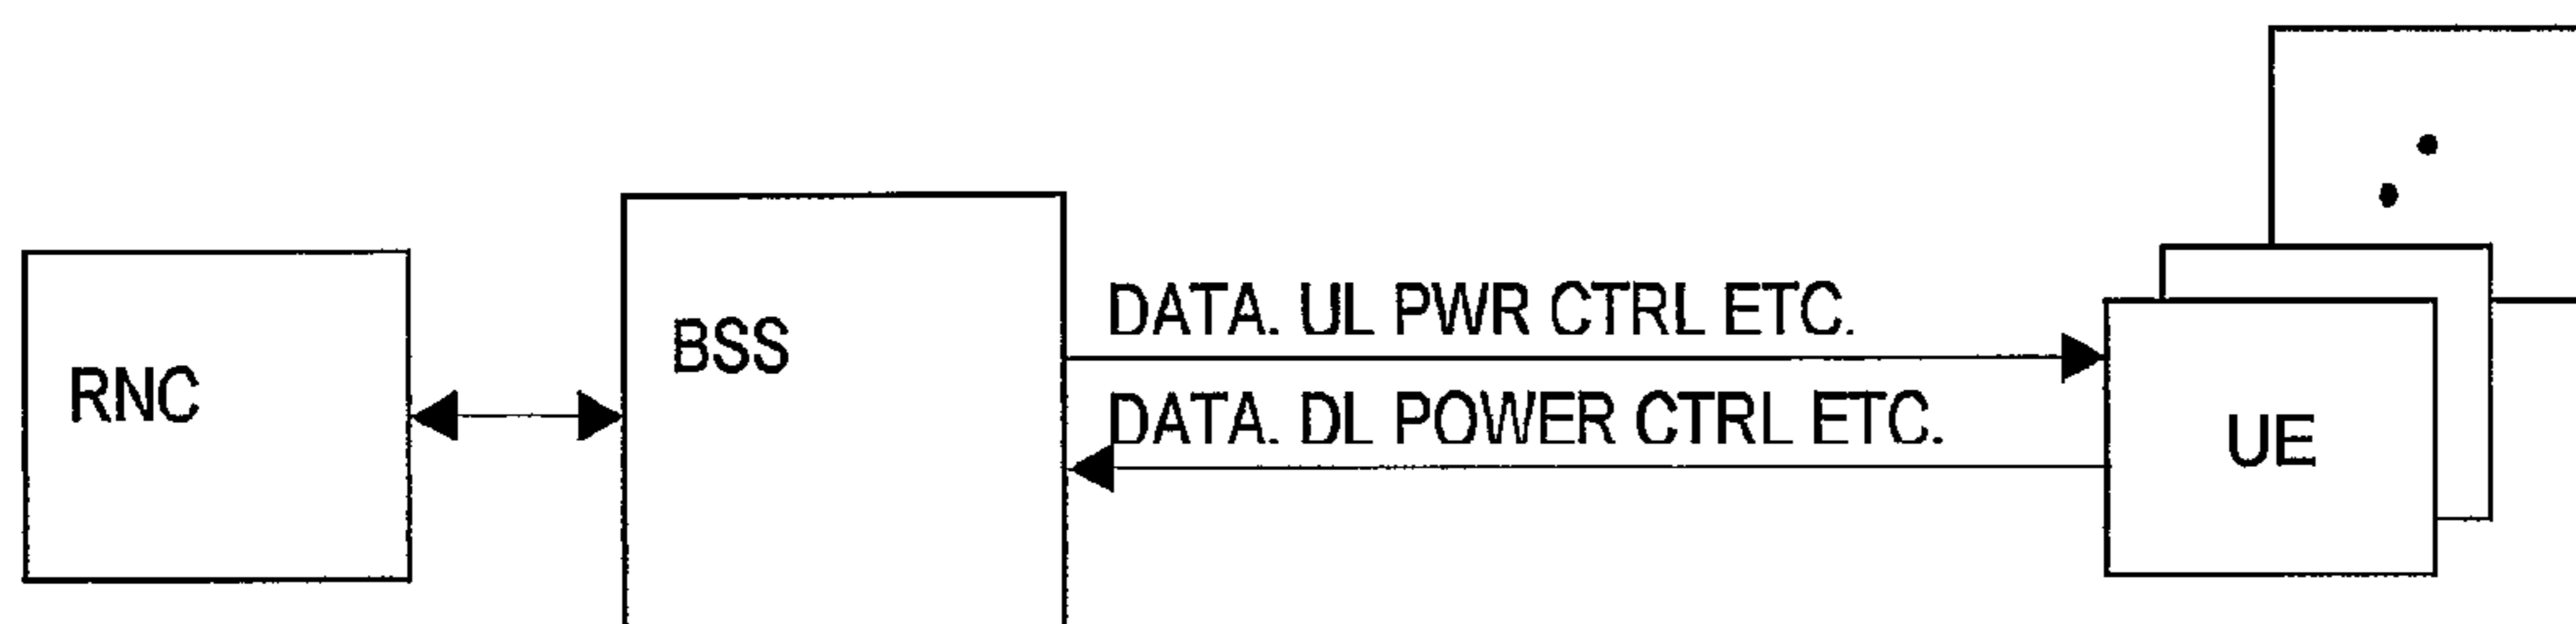 DATA. UL PWR CTRL ETC.
BSS
RNC
DATA. DL POWER CTRL ETC.
UE